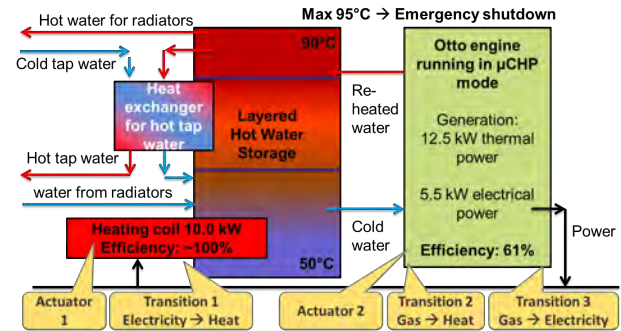 Max 95°C → Emergency shutdown
Hot water for radiators
90°C
Cold tap water
Heat
exchanger
for hot tap
water
Layered
Hot Water
Storage
Re-
heated
water
Otto engine
running in µCHP
mode
Generation:
12.5 kW thermal
power
5.5 kW electrical
power
Efficiency: 61%
Hot tap water
water from radiators
Heating coil 10.0 kW
Efficiency: ~100%
50°C
Cold
water
Power
Actuator
1
Transition 1
Electricity → Heat
Actuator 2
Transition 2
Gas → Heat
Transition 3
Gas → Electricity